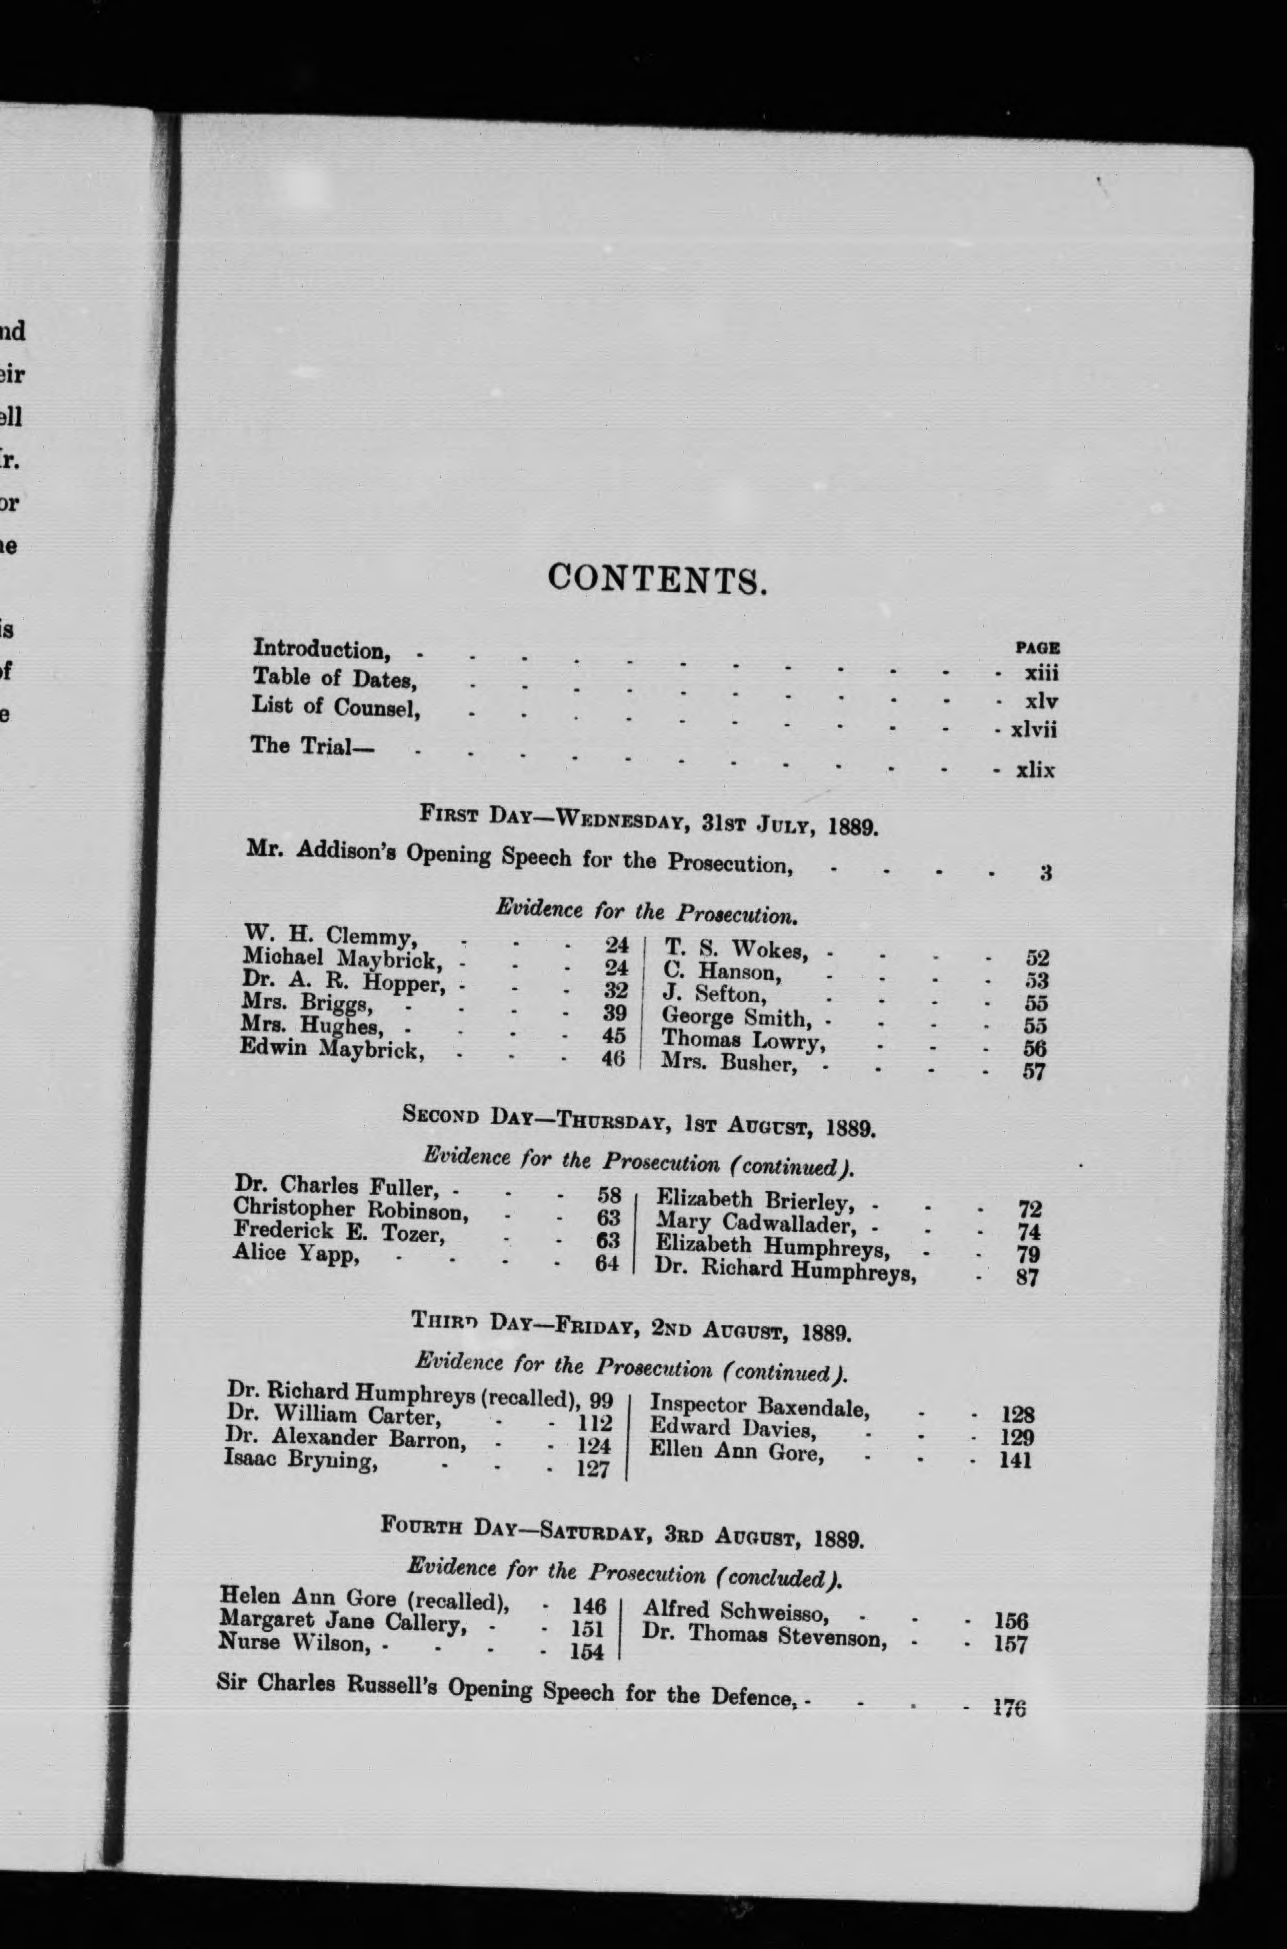 nd
eir
ell
r.
or
ne
is
of
e
CONTENTS.
PAGE
Introduction, - - - - - - - - - - - - xiii
Table of Dates, - - - - - - - - - - - xlv
List of Counsel, - - - - - - - - - - - xlvii
The Trial— - - - - - - - - - - - - xlix
FIRST DAY—WEDNESDAY, 31ST JULY, 1889.
Mr. Addison's Opening Speech for the Prosecution, - - - - 3
Evidence for the Prosecution.
W. H. Clemmy, - - - 24
Michael Maybrick, - - - 24
Dr. A. R. Hopper, - - - 32
Mrs. Briggs, - - - - 39
Mrs. Hughes, - - - - 45
Edwin Maybrick, - - - 46
T. S. Wokes, - - - - 52
C. Hanson, - - - - 53
J. Sefton, - - - - 55
George Smith, - - - - 55
Thomas Lowry, - - - 56
Mrs. Busher, - - - - 57
SECOND DAY—THURSDAY, 1ST AUGUST, 1889.
Evidence for the Prosecution (continued).
Dr. Charles Fuller, - - - 58
Christopher Robinson, - - 63
Frederick E. Tozer, - - 63
Alice Yapp, - - - - 64
Elizabeth Brierley, - - - 72
Mary Cadwallader, - - - 74
Elizabeth Humphreys, - - 79
Dr. Richard Humphreys, - 87
THIRD DAY—FRIDAY, 2ND AUGUST, 1889.
Evidence for the Prosecution (continued).
Dr. Richard Humphreys (recalled), 99
Dr. William Carter, - - 112
Dr. Alexander Barron, - - 124
Isaac Bryning, - - - 127
Inspector Baxendale, - - 128
Edward Davies, - - - 129
Ellen Ann Gore, - - - 141
FOURTH DAY—SATURDAY, 3RD AUGUST, 1889.
Evidence for the Prosecution (concluded).
Helen Ann Gore (recalled), - 146
Margaret Jane Callery, - - 151
Nurse Wilson, - - - - 154
Alfred Schweisso, - - - 156
Dr. Thomas Stevenson, - - 157
Sir Charles Russell's Opening Speech for the Defence, - - - - 176